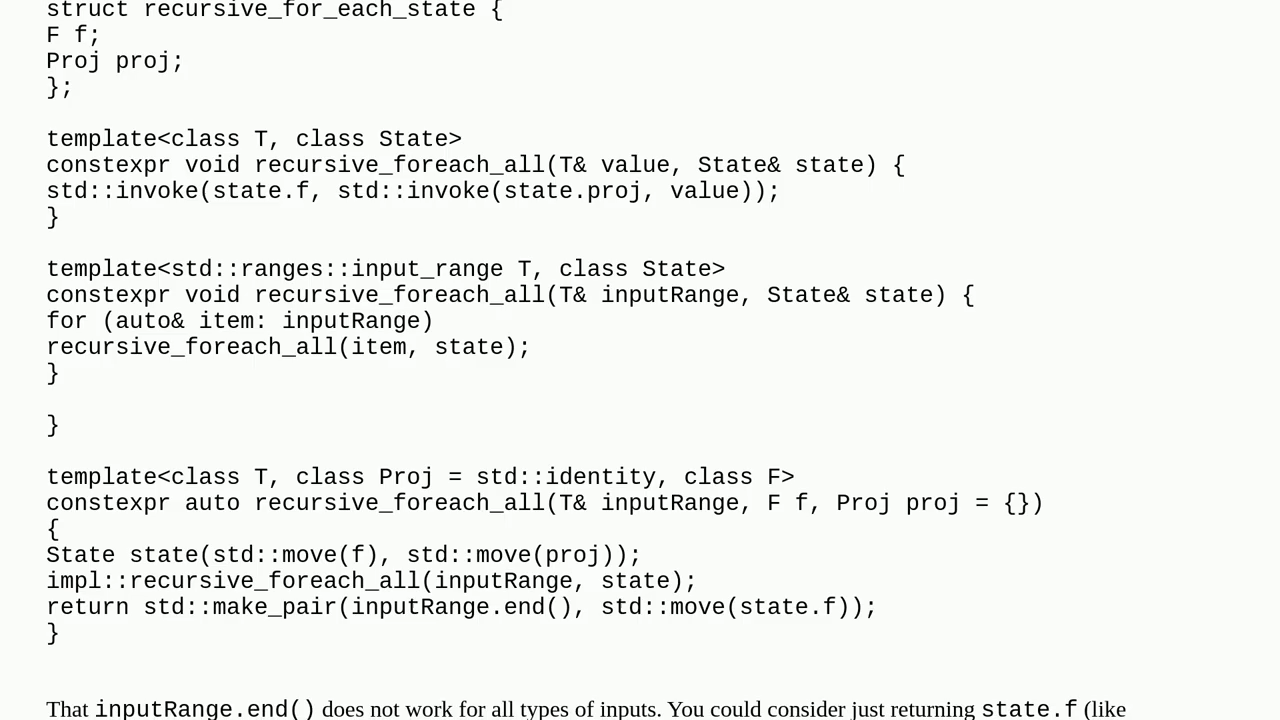 struct recursive_for_each_state {
F f;
Proj proj;
};

template<class T, class State>
constexpr void recursive_foreach_all(T& value, State& state) {
std::invoke(state.f, std::invoke(state.proj, value));
}

template<std::ranges::input_range T, class State>
constexpr void recursive_foreach_all(T& inputRange, State& state) {
for (auto& item: inputRange)
recursive_foreach_all(item, state);
}

}

template<class T, class Proj = std::identity, class F>
constexpr auto recursive_foreach_all(T& inputRange, F f, Proj proj = {})
{
State state(std::move(f), std::move(proj));
impl::recursive_foreach_all(inputRange, state);
return std::make_pair(inputRange.end(), std::move(state.f));
}

That inputRange.end() does not work for all types of inputs. You could consider just returning state.f (like